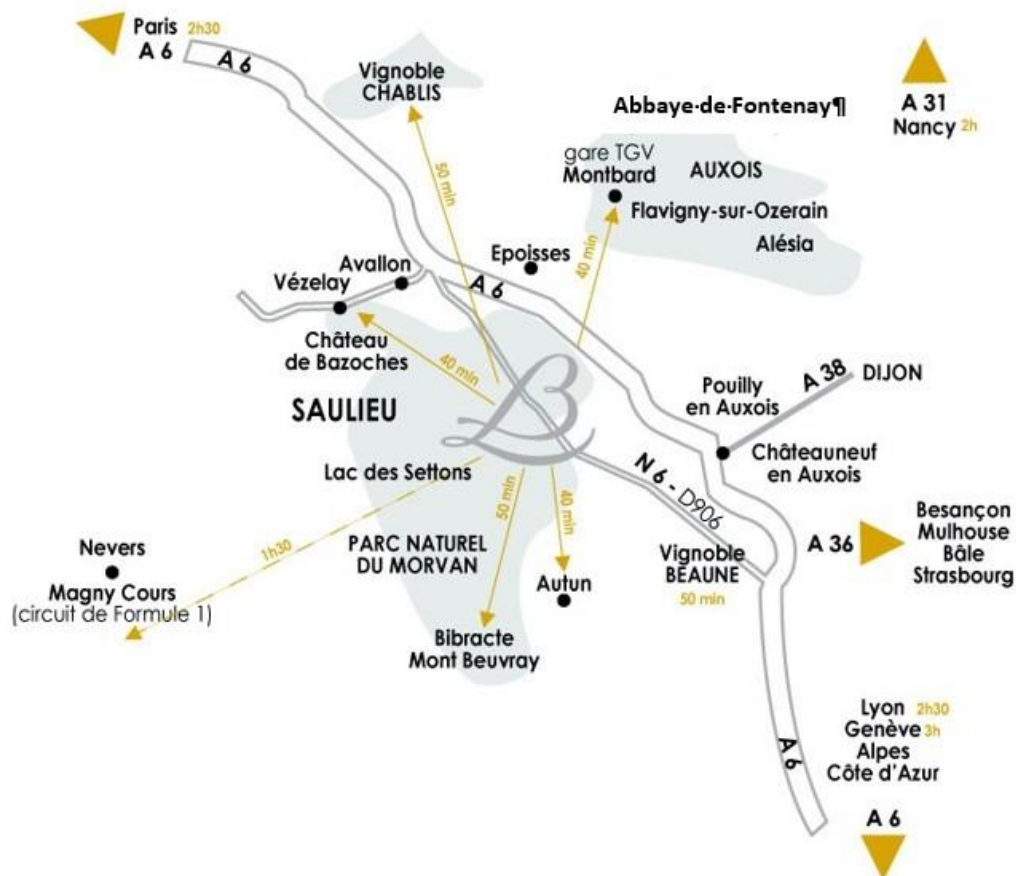 Paris 2h30
A 6
A 6
Vignoble
CHABLIS
Abbaye·de·Fontenay¶
A 31
Nancy 2h
gare TGV
Montbard
AUXOIS
Flavigny-sur-Ozerain
Alésia
50 min
40 min
Epoisses
A 6
Avallon
Vézelay
Château
de Bazoches
40 min
SAULIEU
B
A 38
DIJON
Pouilly
en Auxois
Châteauneuf
en Auxois
Lac des Settons
N 6 - D906
50 min
40 min
1h30
Besançon
Mulhouse
Bâle
Strasbourg
A 36
PARC NATUREL
DU MORVAN
Vignoble
BEAUNE
50 min
Nevers
Magny Cours
(circuit de Formule 1)
Autun
Bibracte
Mont Beuvray
A 6
Lyon 2h30
Genève 3h
Alpes
Côte d'Azur
A 6